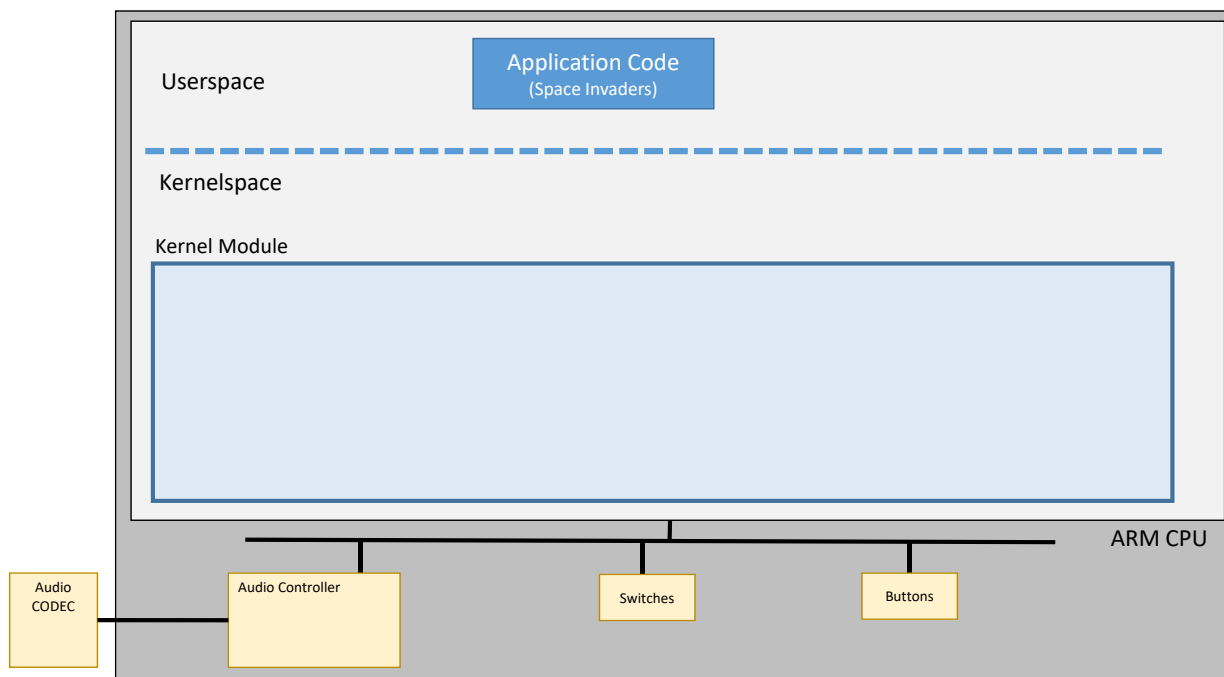 Userspace
Application Code
(Space Invaders)
Kernelspace
Kernel Module
ARM CPU
Audio
CODEC
Audio Controller
Switches
Buttons